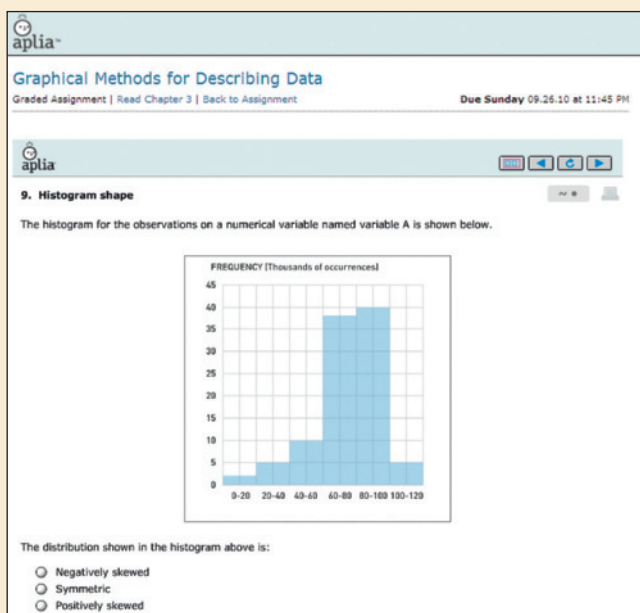 aplia™
Graphical Methods for Describing Data
Graded Assignment | Read Chapter 3 | Back to Assignment
Due Sunday 09.26.10 at 11:45 PM
aplia
9. Histogram shape
The histogram for the observations on a numerical variable named variable A is shown below.
FREQUENCY (Thousands of occurrences)
45
40
35
30
25
20
15
10
5
0
0-20 20-40 40-60 60-80 80-100 100-120
The distribution shown in the histogram above is:
Negatively skewed
Symmetric
Positively skewed